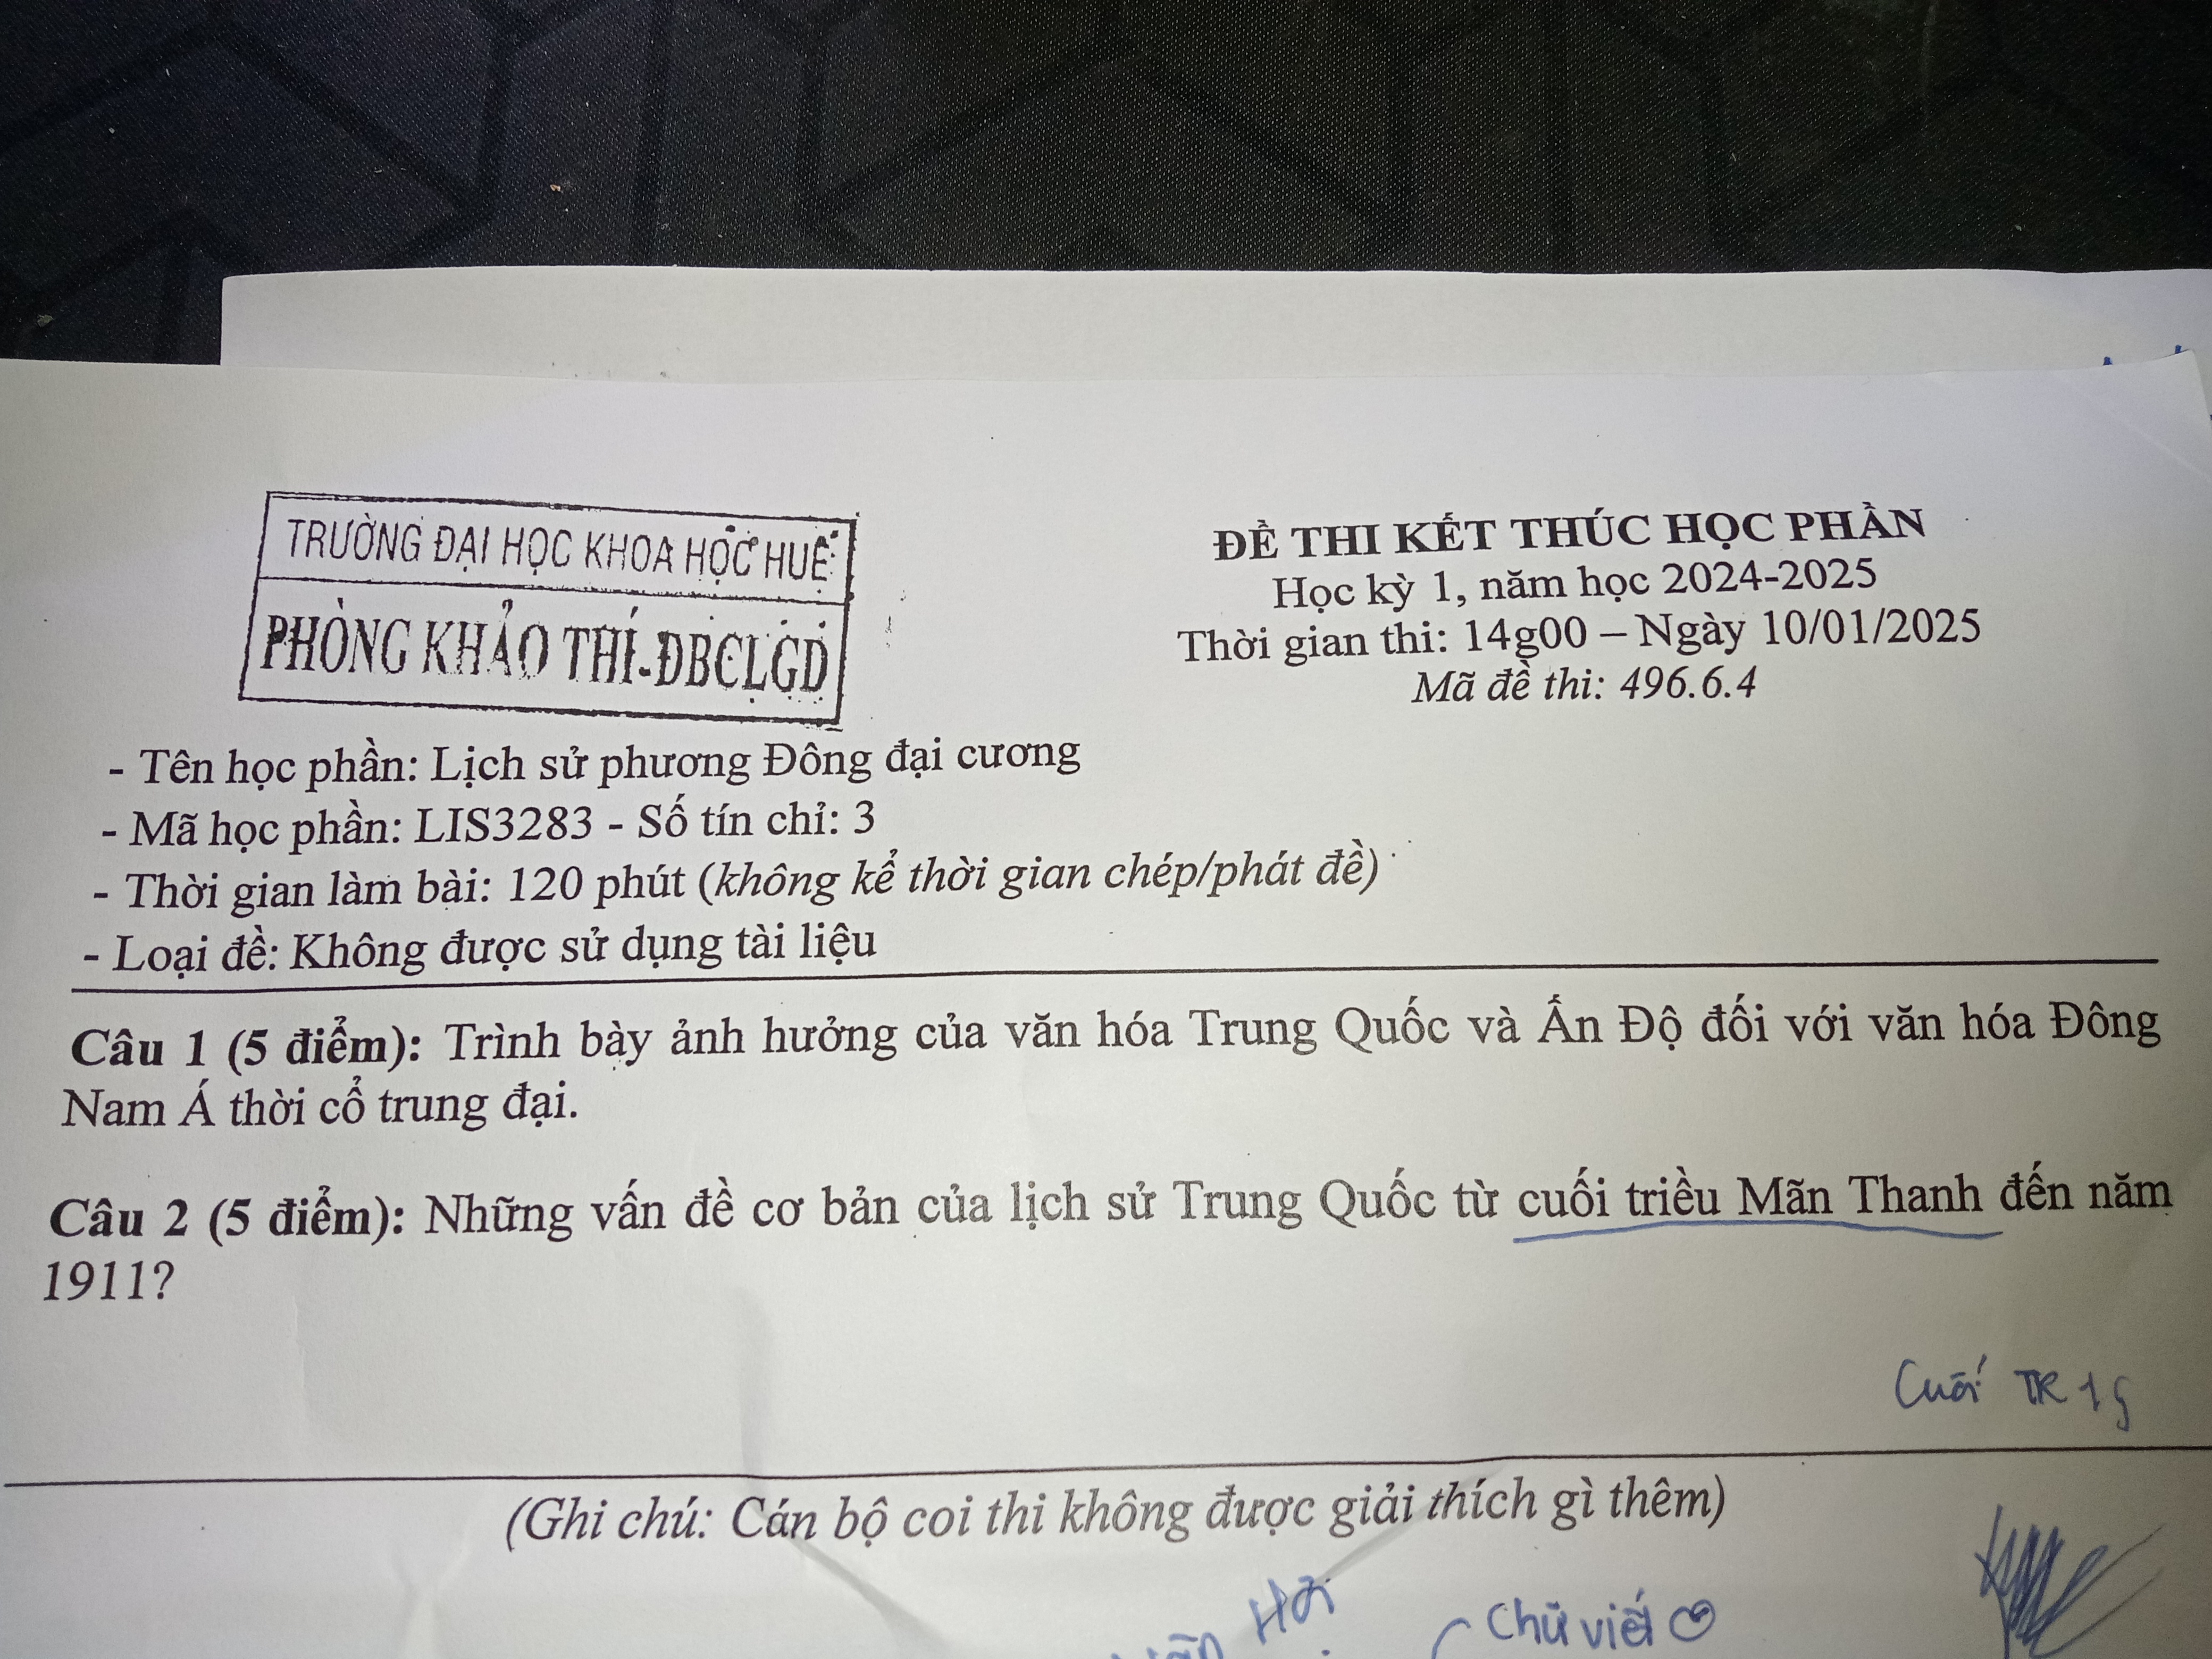 TRƯỜNG ĐẠI HỌC KHOA HỌC HUẾ
PHÒNG KHẢO THÍ-ĐBCLGD
ĐỀ THI KẾT THÚC HỌC PHẦN
Học kỳ 1, năm học 2024-2025
Thời gian thi: 14g00 – Ngày 10/01/2025
Mã đề thi: 496.6.4
- Tên học phần: Lịch sử phương Đông đại cương
- Mã học phần: LIS3283 - Số tín chỉ: 3
- Thời gian làm bài: 120 phút (không kể thời gian chép/phát đề)
- Loại đề: Không được sử dụng tài liệu
Câu 1 (5 điểm): Trình bày ảnh hưởng của văn hóa Trung Quốc và Ấn Độ đối với văn hóa Đông
Nam Á thời cổ trung đại.
Câu 2 (5 điểm): Những vấn đề cơ bản của lịch sử Trung Quốc từ cuối triều Mãn Thanh đến năm
1911?
Cuối TR
(Ghi chú: Cán bộ coi thi không được giải thích gì thêm)
Hồi
Chữ viết